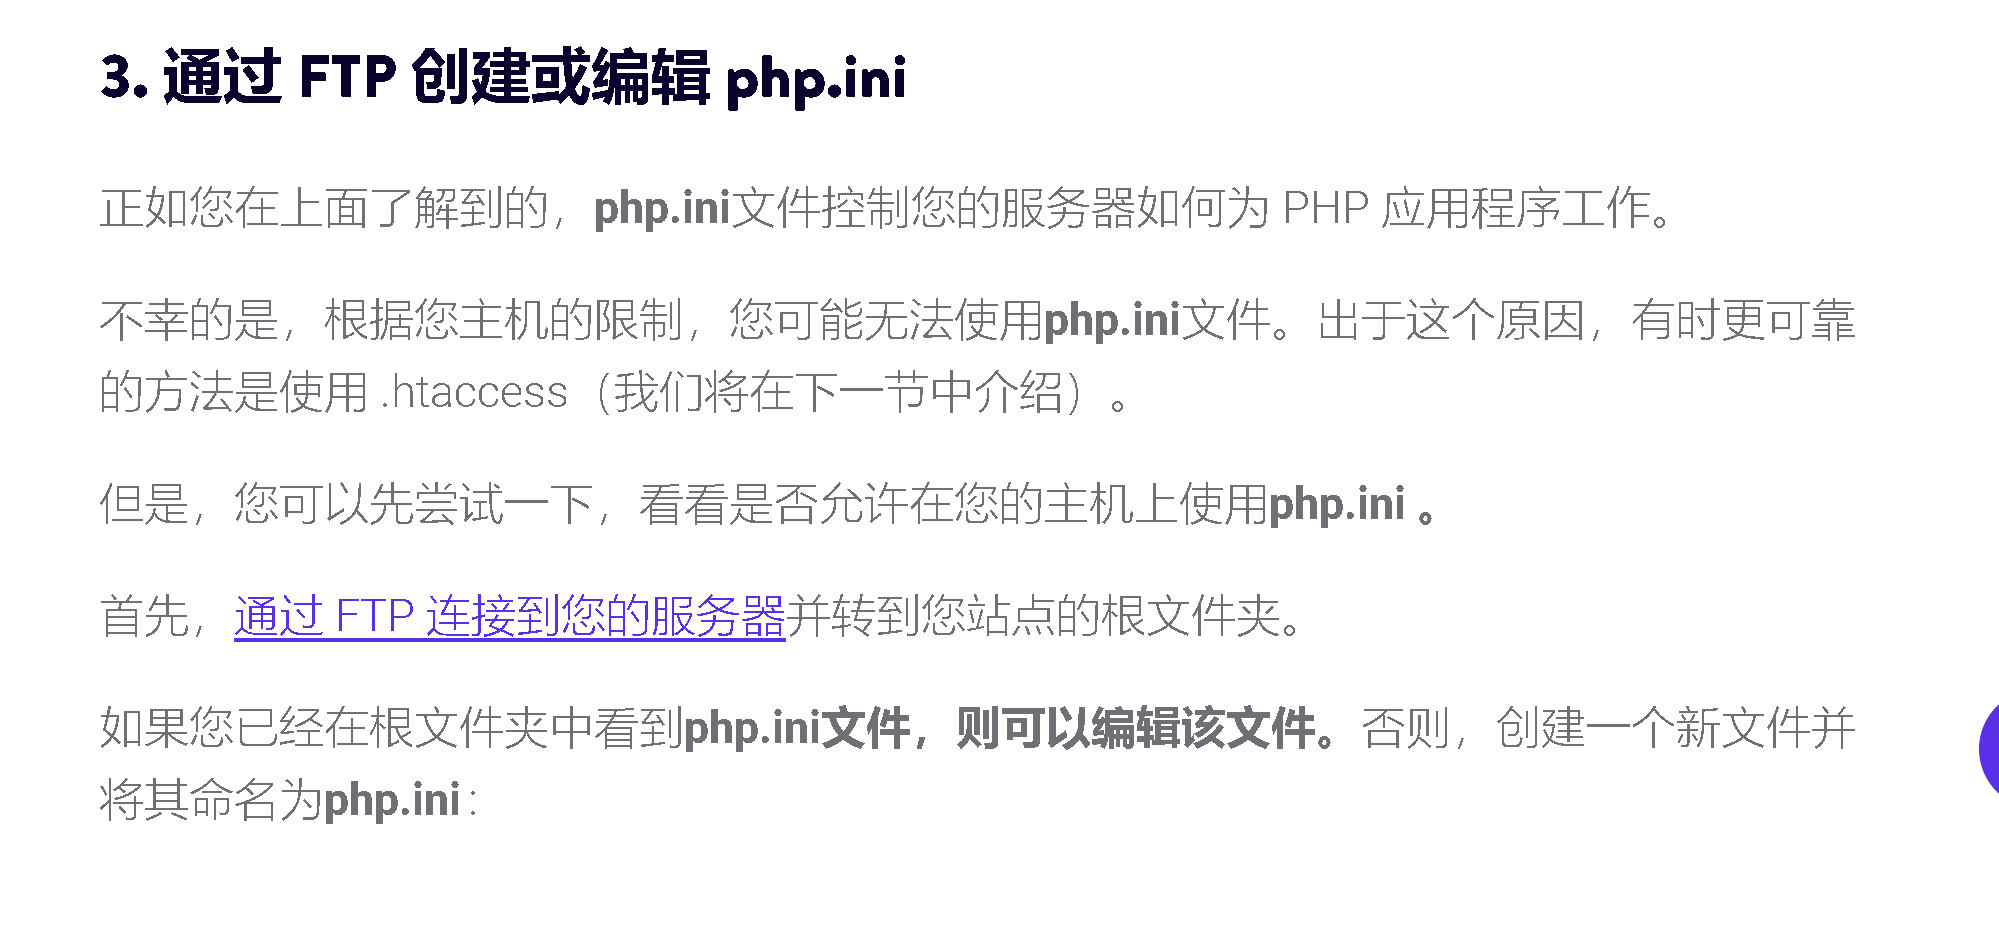 3. 通过 FTP 创建或编辑 php.ini
正如您在上面了解到的，php.ini文件控制您的服务器如何为 PHP 应用程序工作。
不幸的是，根据您主机的限制，您可能无法使用php.ini文件。出于这个原因，有时更可靠
的方法是使用 .htaccess（我们将在下一节中介绍）。
但是，您可以先尝试一下，看看是否允许在您的主机上使用php.ini 。
首先，通过 FTP 连接到您的服务器并转到您站点的根文件夹。
如果您已经在根文件夹中看到php.ini文件，则可以编辑该文件。否则，创建一个新文件并
将其命名为php.ini：